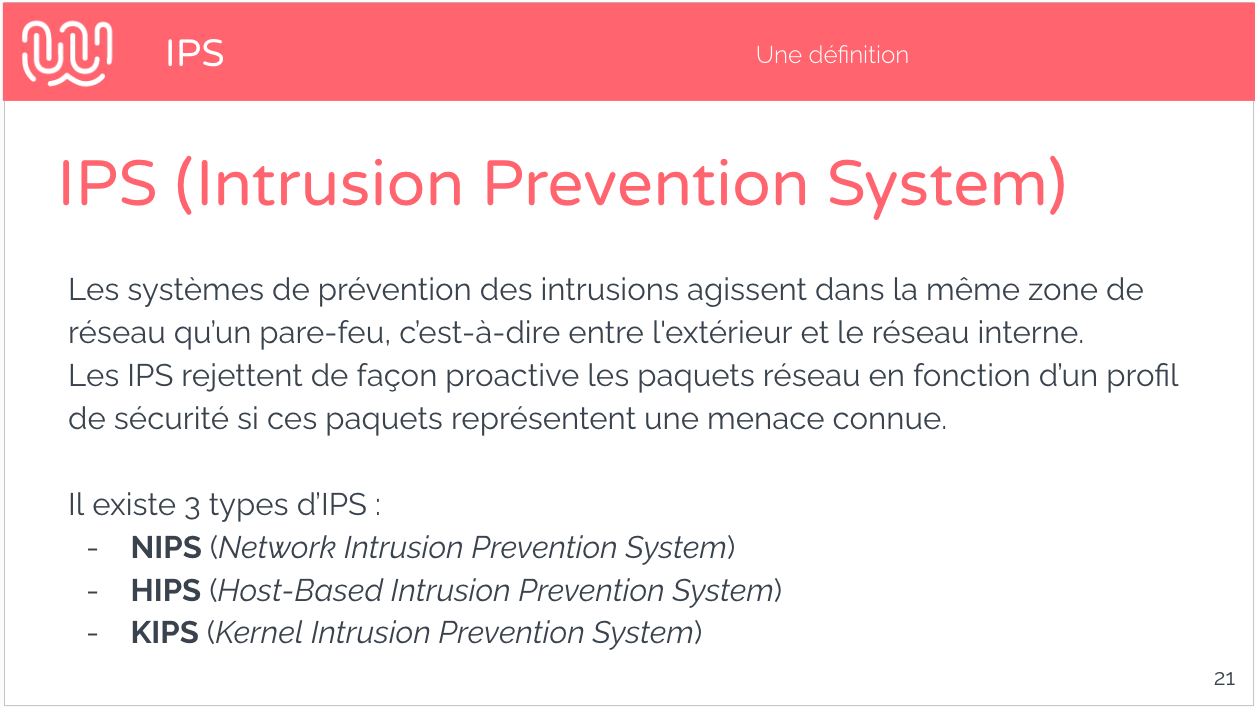 IPS
Une définition
IPS (Intrusion Prevention System)
Les systèmes de prévention des intrusions agissent dans la même zone de
réseau qu’un pare-feu, c’est-à-dire entre l'extérieur et le réseau interne.
Les IPS rejettent de façon proactive les paquets réseau en fonction d’un profil
de sécurité si ces paquets représentent une menace connue.
Il existe 3 types d’IPS :
- NIPS (Network Intrusion Prevention System)
- HIPS (Host-Based Intrusion Prevention System)
- KIPS (Kernel Intrusion Prevention System)
21